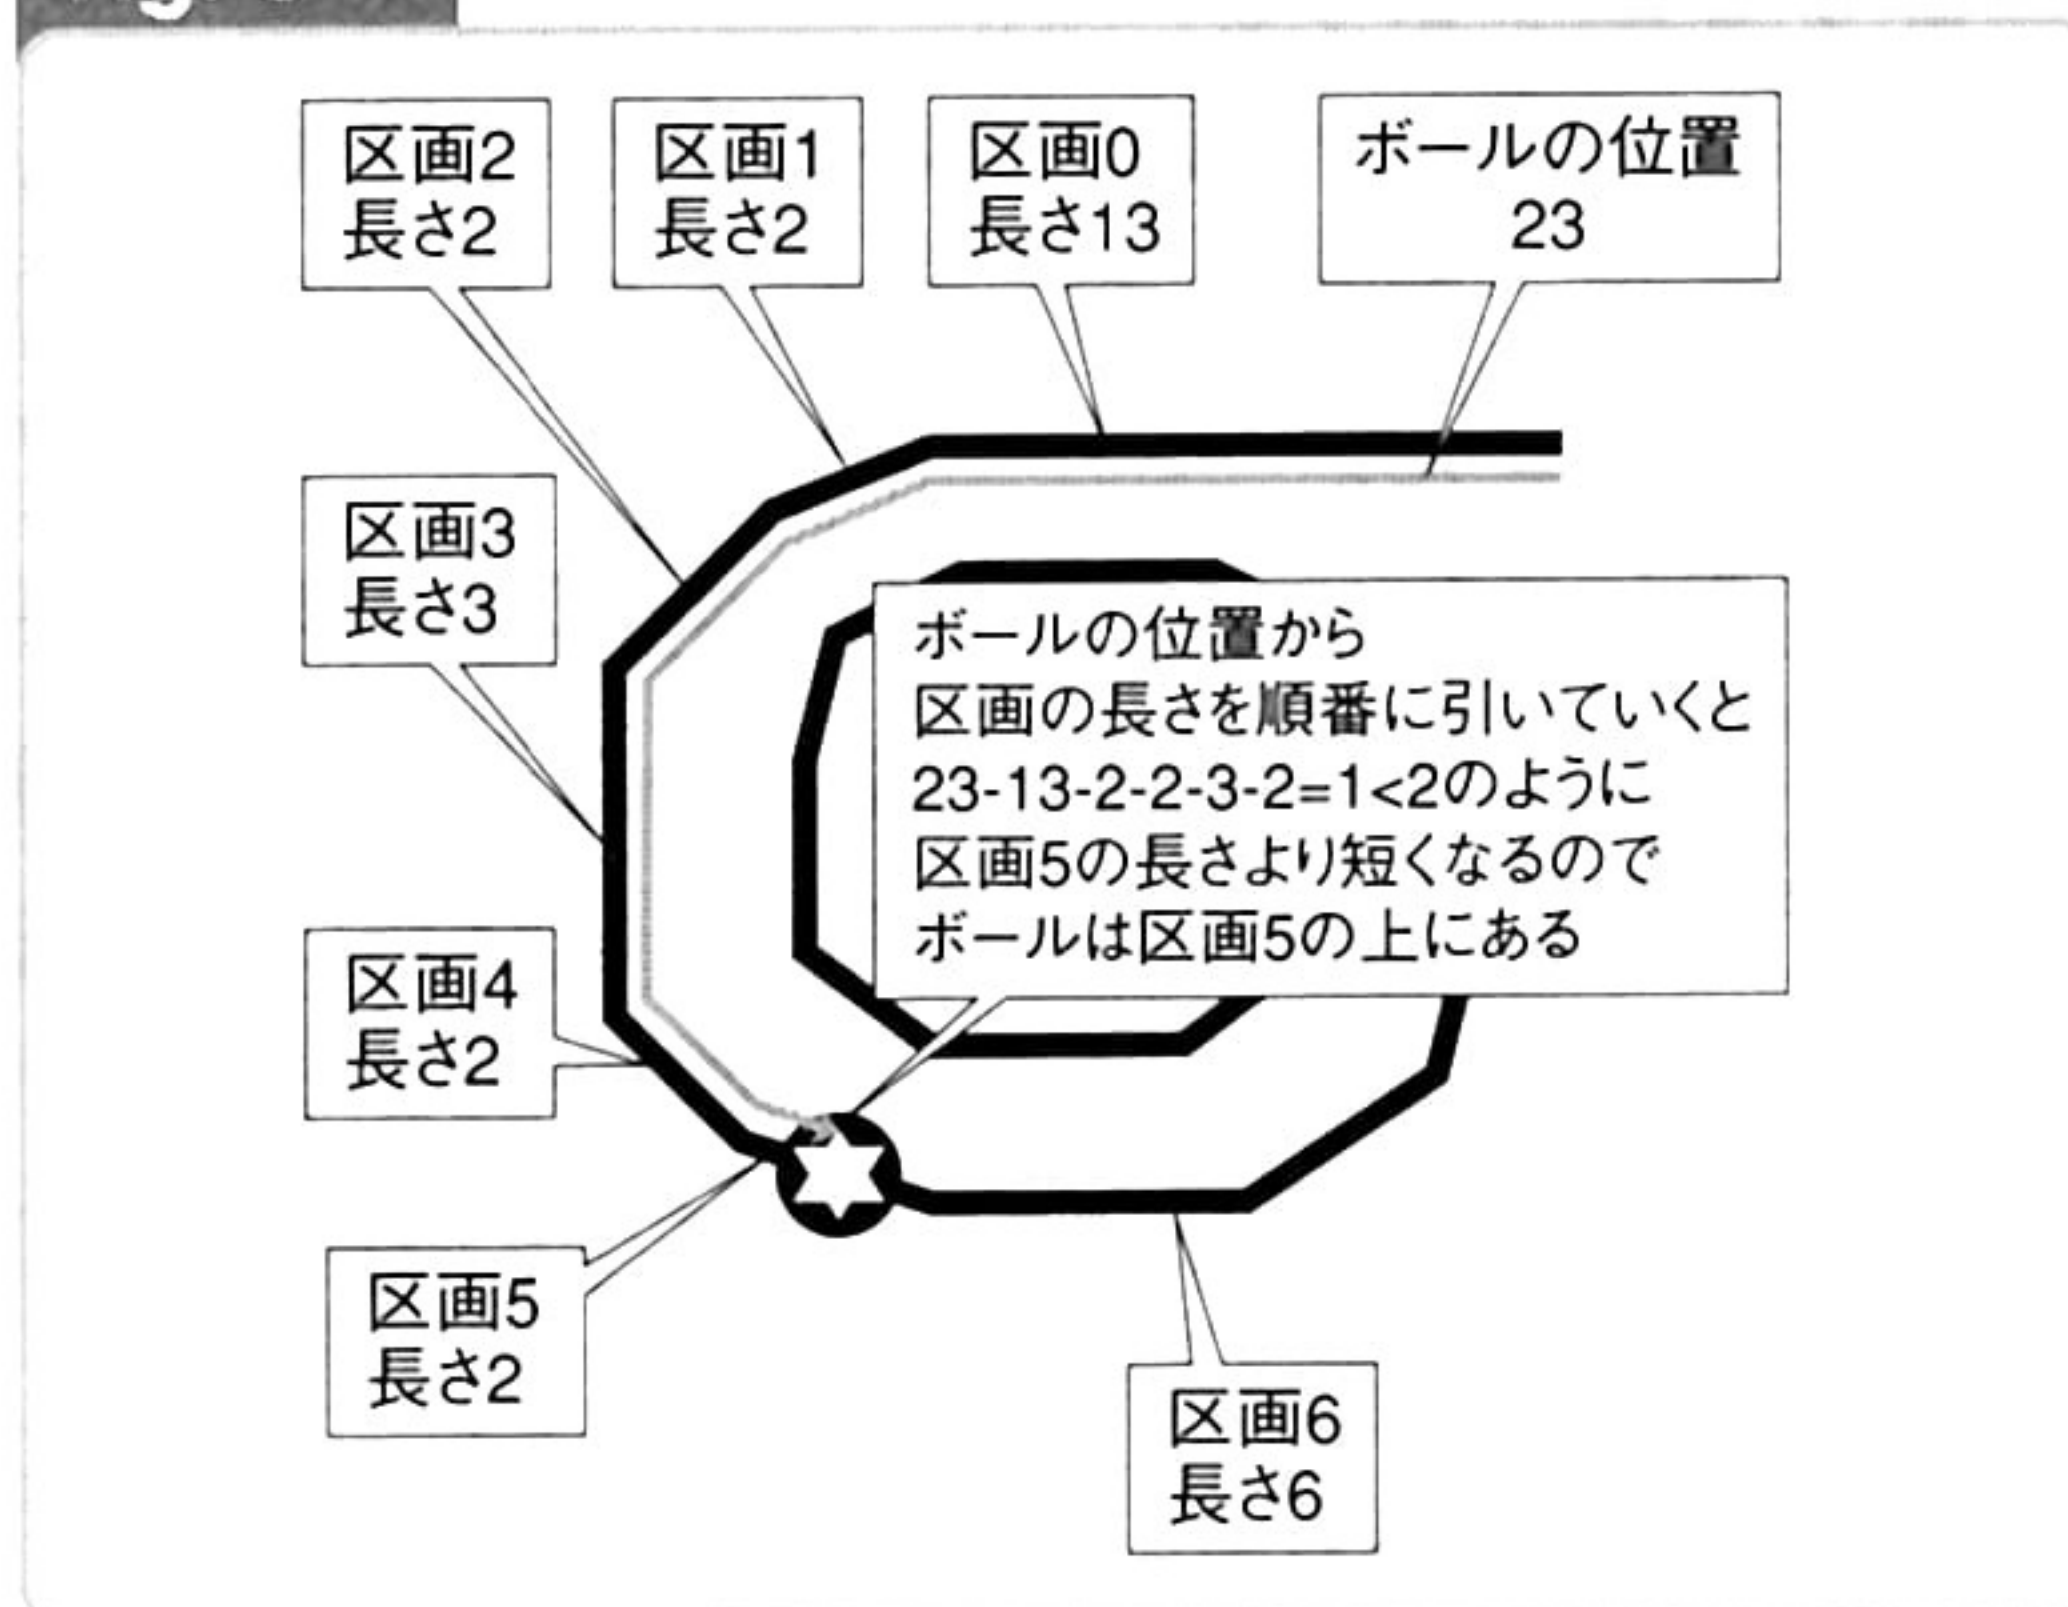 区画2
長さ2
区画1
長さ2
区画0
長さ13
ボールの位置
23
区画3
長さ3
ボールの位置から
区画の長さを順番に引いていくと
23-13-2-2-3-2=1<2のように
区画5の長さより短くなるので
ボールは区画5の上にある
区画4
長さ2
区画5
長さ2
区画6
長さ6